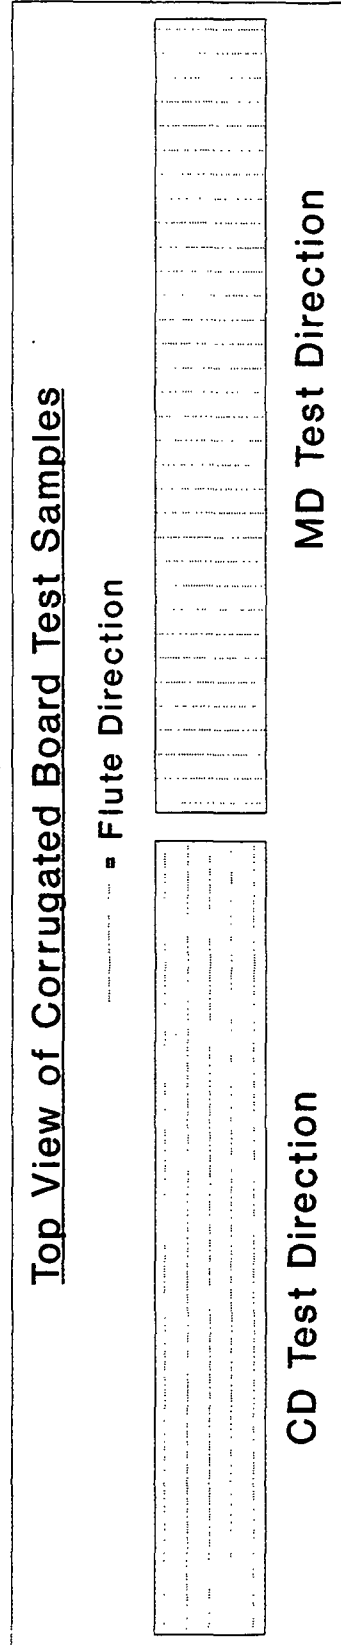 Top View of Corrugated Board Test Samples
= Flute Direction
CD Test Direction
MD Test Direction